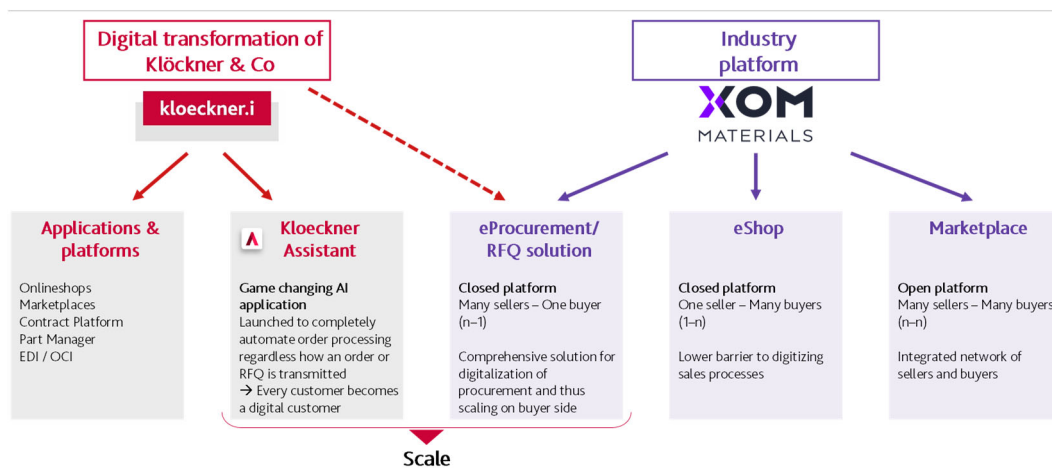 Digital transformation of
Klöckner & Co
kloeckner.i
Industry
platform
XOM
MATERIALS
Applications &
platforms
Onlineshops
Marketplaces
Contract Platform
Part Manager
EDI / OCI
Kloeckner
Assistant
Game changing AI
application
Launched to completely
automate order processing
regardless how an order or
RFQ is transmitted
→ Every customer becomes
a digital customer
eProcurement/
RFQ solution
Closed platform
Many sellers – One buyer
(n–1)
Comprehensive solution for
digitalization of
procurement and thus
scaling on buyer side
eShop
Closed platform
One seller – Many buyers
(1–n)
Lower barrier to digitizing
sales processes
Marketplace
Open platform
Many sellers – Many buyers
(n–n)
Integrated network of
sellers and buyers
Scale